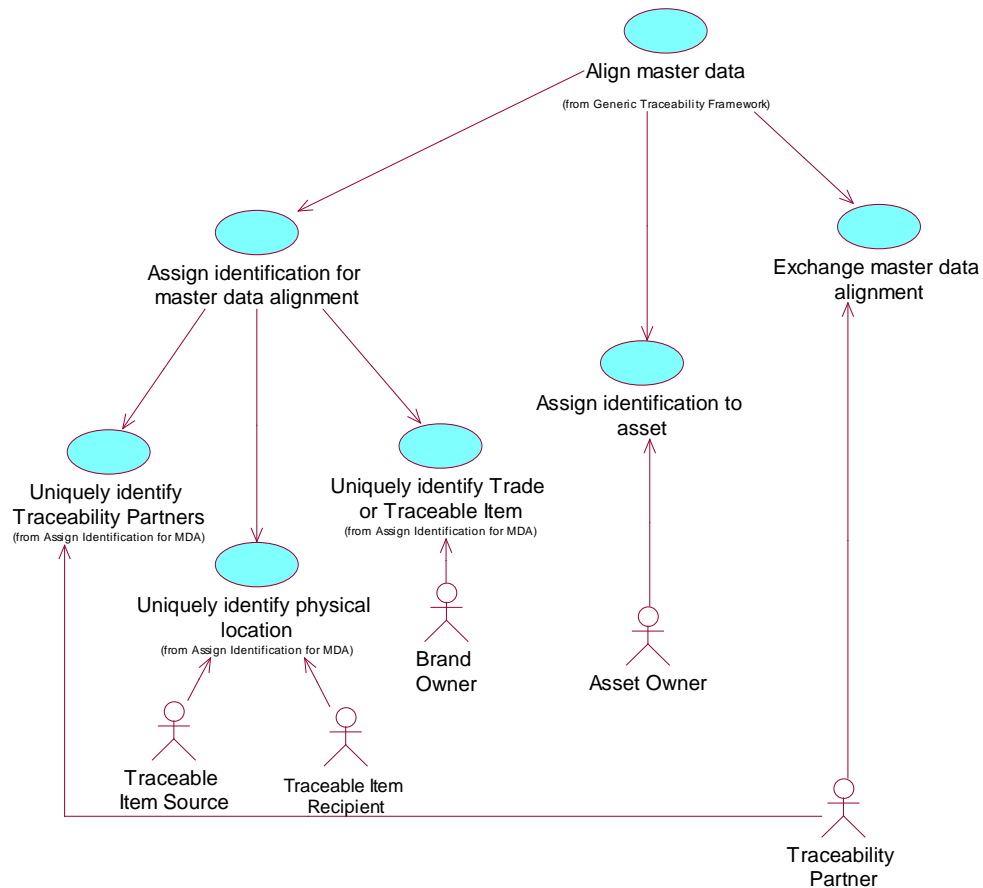 Align master data
(from Generic Traceability Framework)
Assign identification for
master data alignment
Exchange master data
alignment
Assign identification to
asset
Uniquely identify
Traceability Partners
(from Assign Identification for MDA)
Uniquely identify Trade
or Traceable Item
(from Assign Identification for MDA)
Uniquely identify physical
location
(from Assign Identification for MDA)
Brand
Owner
Asset Owner
Traceable
Item Source
Traceable Item
Recipient
Traceability
Partner